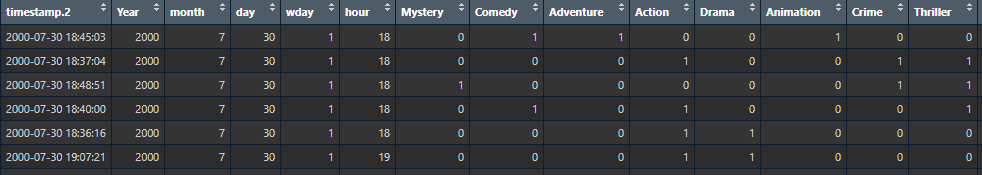 timestamp.2 Year month day wday hour Mystery Comedy Adventure Action Drama Animation Crime Thriller
2000-07-30 18:45:03 2000 7 30 1 18 0 1 1 0 0 1 0 0
2000-07-30 18:37:04 2000 7 30 1 18 0 0 0 1 0 0 1 1
2000-07-30 18:48:51 2000 7 30 1 18 1 0 0 0 0 0 1 1
2000-07-30 18:40:00 2000 7 30 1 18 0 1 0 1 0 0 0 1
2000-07-30 18:36:16 2000 7 30 1 18 0 0 0 1 1 0 0 0
2000-07-30 19:07:21 2000 7 30 1 19 0 0 0 1 1 0 0 0